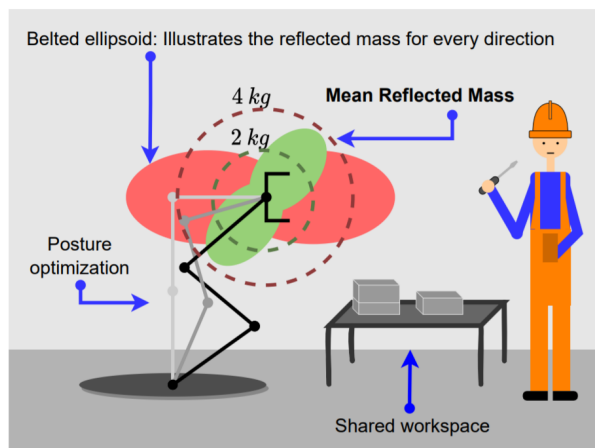 Belted ellipsoid: Illustrates the reflected mass for every direction
4 kg
Mean Reflected Mass
2 kg
Posture
optimization
Shared workspace